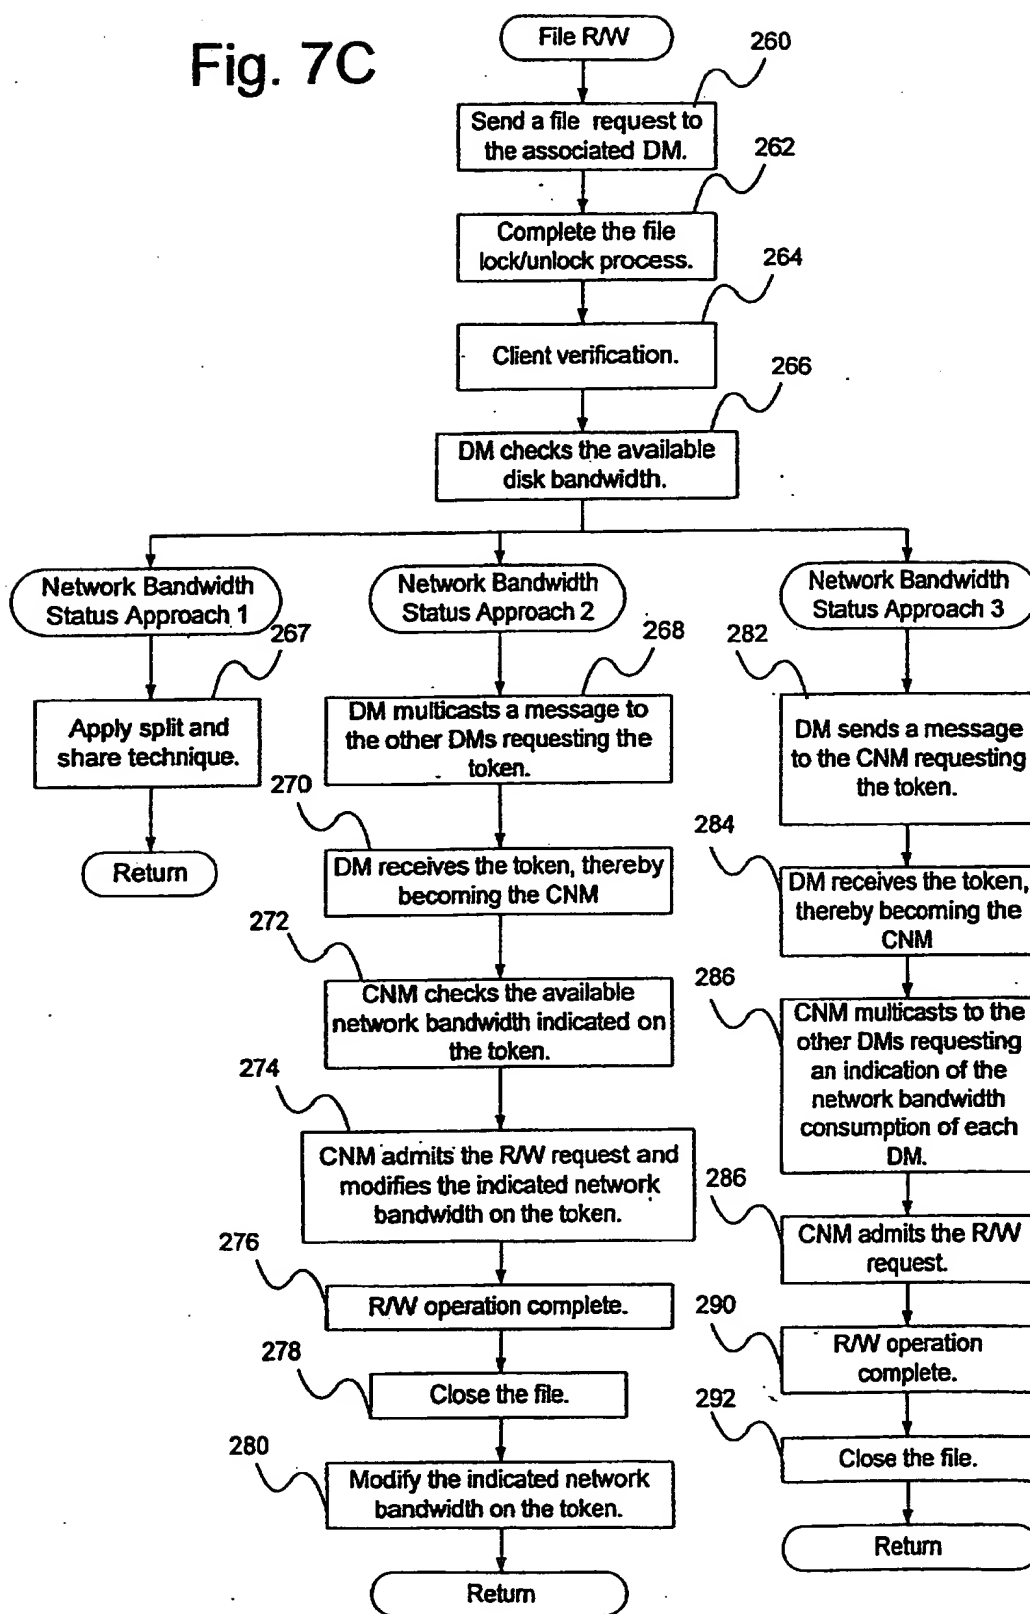 Fig. 7C
File R/W
260
Send a file request to
the associated DM.
262
Complete the file
lock/unlock process.
264
Client verification.
266
DM checks the available
disk bandwidth.
Network Bandwidth
Status Approach 1
267
Apply split and
share technique.
Return
Network Bandwidth
Status Approach 2
268
DM multicasts a message to
the other DMs requesting the
token.
270
DM receives the token, thereby
becoming the CNM
272
CNM checks the available
network bandwidth indicated on
the token.
274
CNM admits the R/W request and
modifies the indicated network
bandwidth on the token.
276
R/W operation complete.
278
Close the file.
280
Modify the indicated network
bandwidth on the token.
Return
Network Bandwidth
Status Approach 3
282
DM sends a message
to the CNM requesting
the token.
284
DM receives the token,
thereby becoming the
CNM
286
CNM multicasts to the
other DMs requesting
an indication of the
network bandwidth
consumption of each
DM.
286
CNM admits the R/W
request.
290
R/W operation
complete.
292
Close the file.
Return